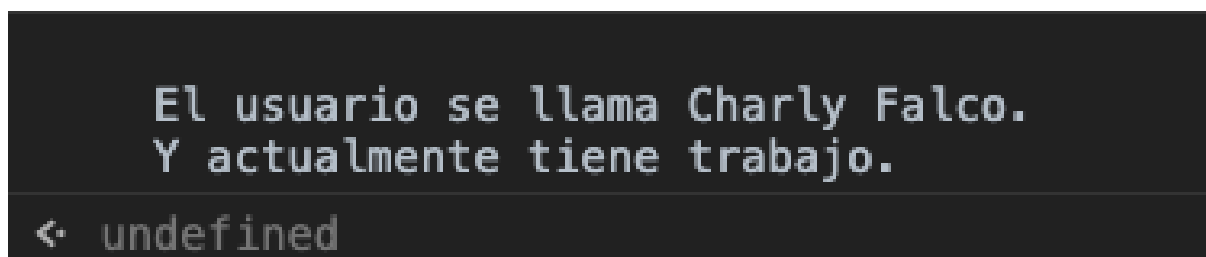 El usuario se llama Charly Falco.
Y actualmente tiene trabajo.
undefined